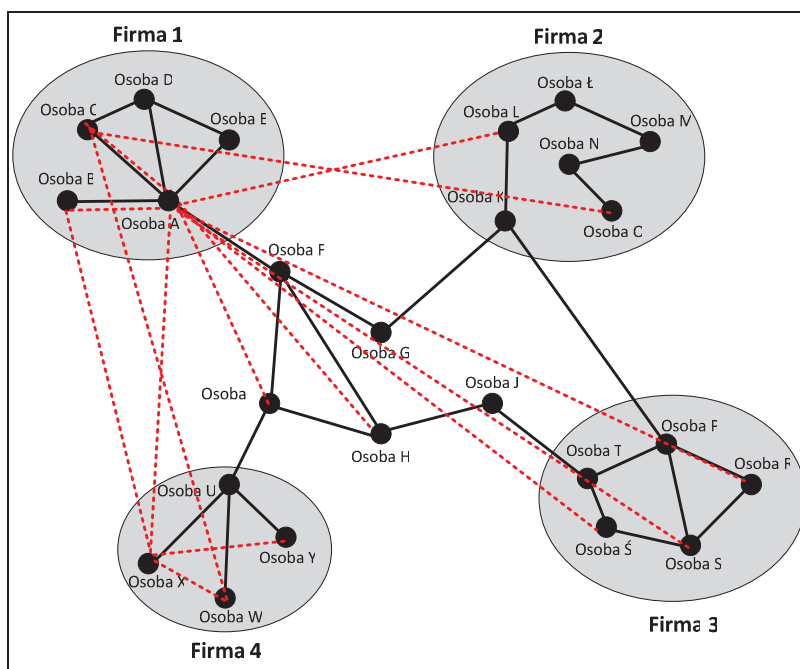 Firma 1
Firma 2
Osoba D
Osoba Ł
Osoba C
Osoba L
Osoba E
Osoba M
Osoba N
Osoba B
Osoba K
Osoba A
Osoba C
Osoba F
Osoba G
Osoba J
Osoba
Osoba P
Osoba H
Osoba T
Osoba R
Osoba U
Osoba Ś
Osoba Y
Osoba S
Osoba X
Osoba W
Firma 3
Firma 4